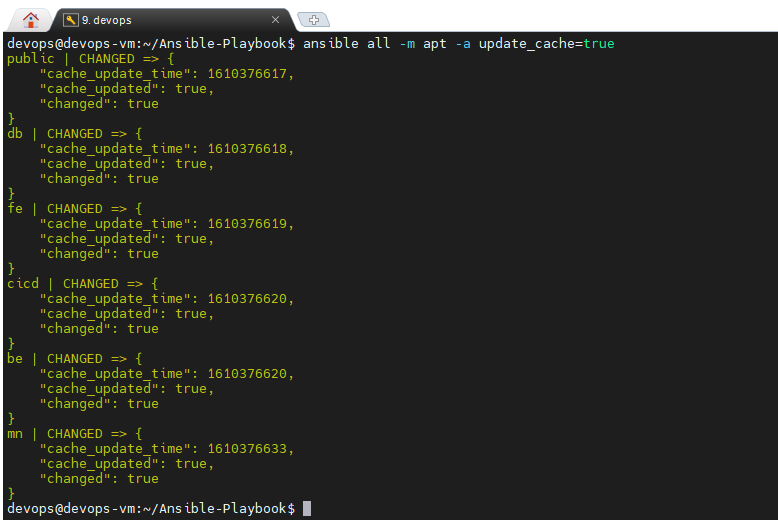 9. devops
devops@devops-vm:~/Ansible-Playbook$ ansible all -m apt -a update_cache=true
public | CHANGED => {
    "cache_update_time": 1610376617,
    "cache_updated": true,
    "changed": true
}
db | CHANGED => {
    "cache_update_time": 1610376618,
    "cache_updated": true,
    "changed": true
}
fe | CHANGED => {
    "cache_update_time": 1610376619,
    "cache_updated": true,
    "changed": true
}
cicd | CHANGED => {
    "cache_update_time": 1610376620,
    "cache_updated": true,
    "changed": true
}
be | CHANGED => {
    "cache_update_time": 1610376620,
    "cache_updated": true,
    "changed": true
}
mn | CHANGED => {
    "cache_update_time": 1610376633,
    "cache_updated": true,
    "changed": true
}
devops@devops-vm:~/Ansible-Playbook$